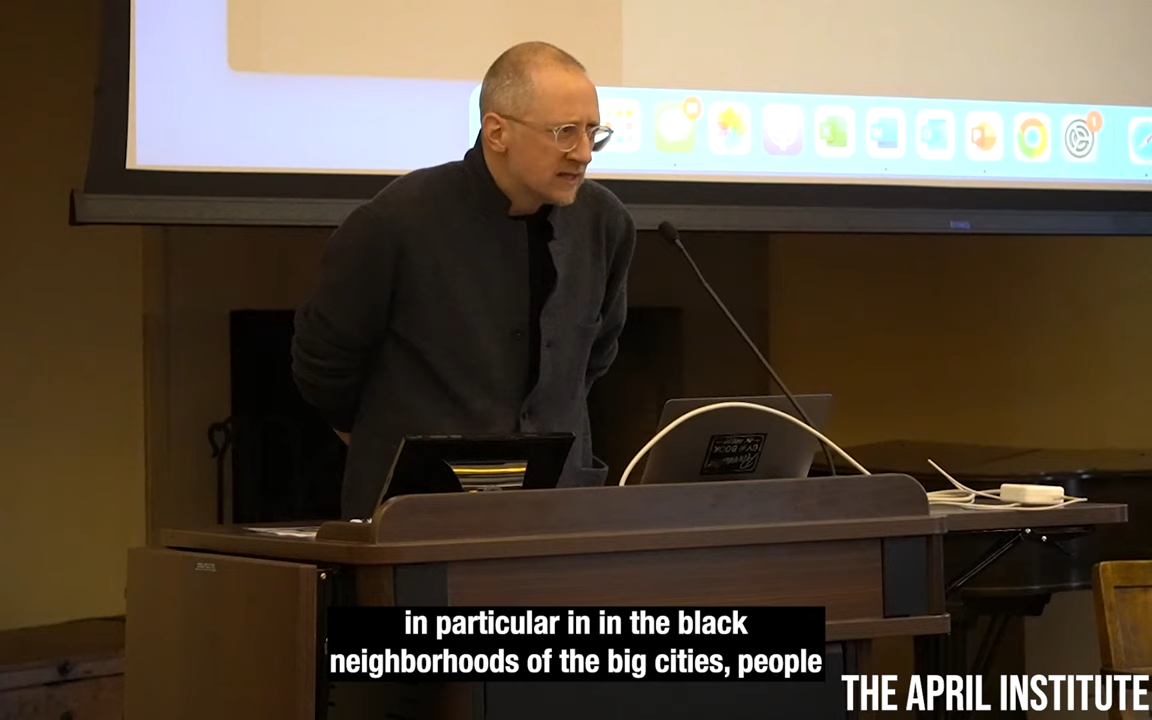 in particular in in the black
neighborhoods of the big cities, people
THE APRIL INSTITUTE